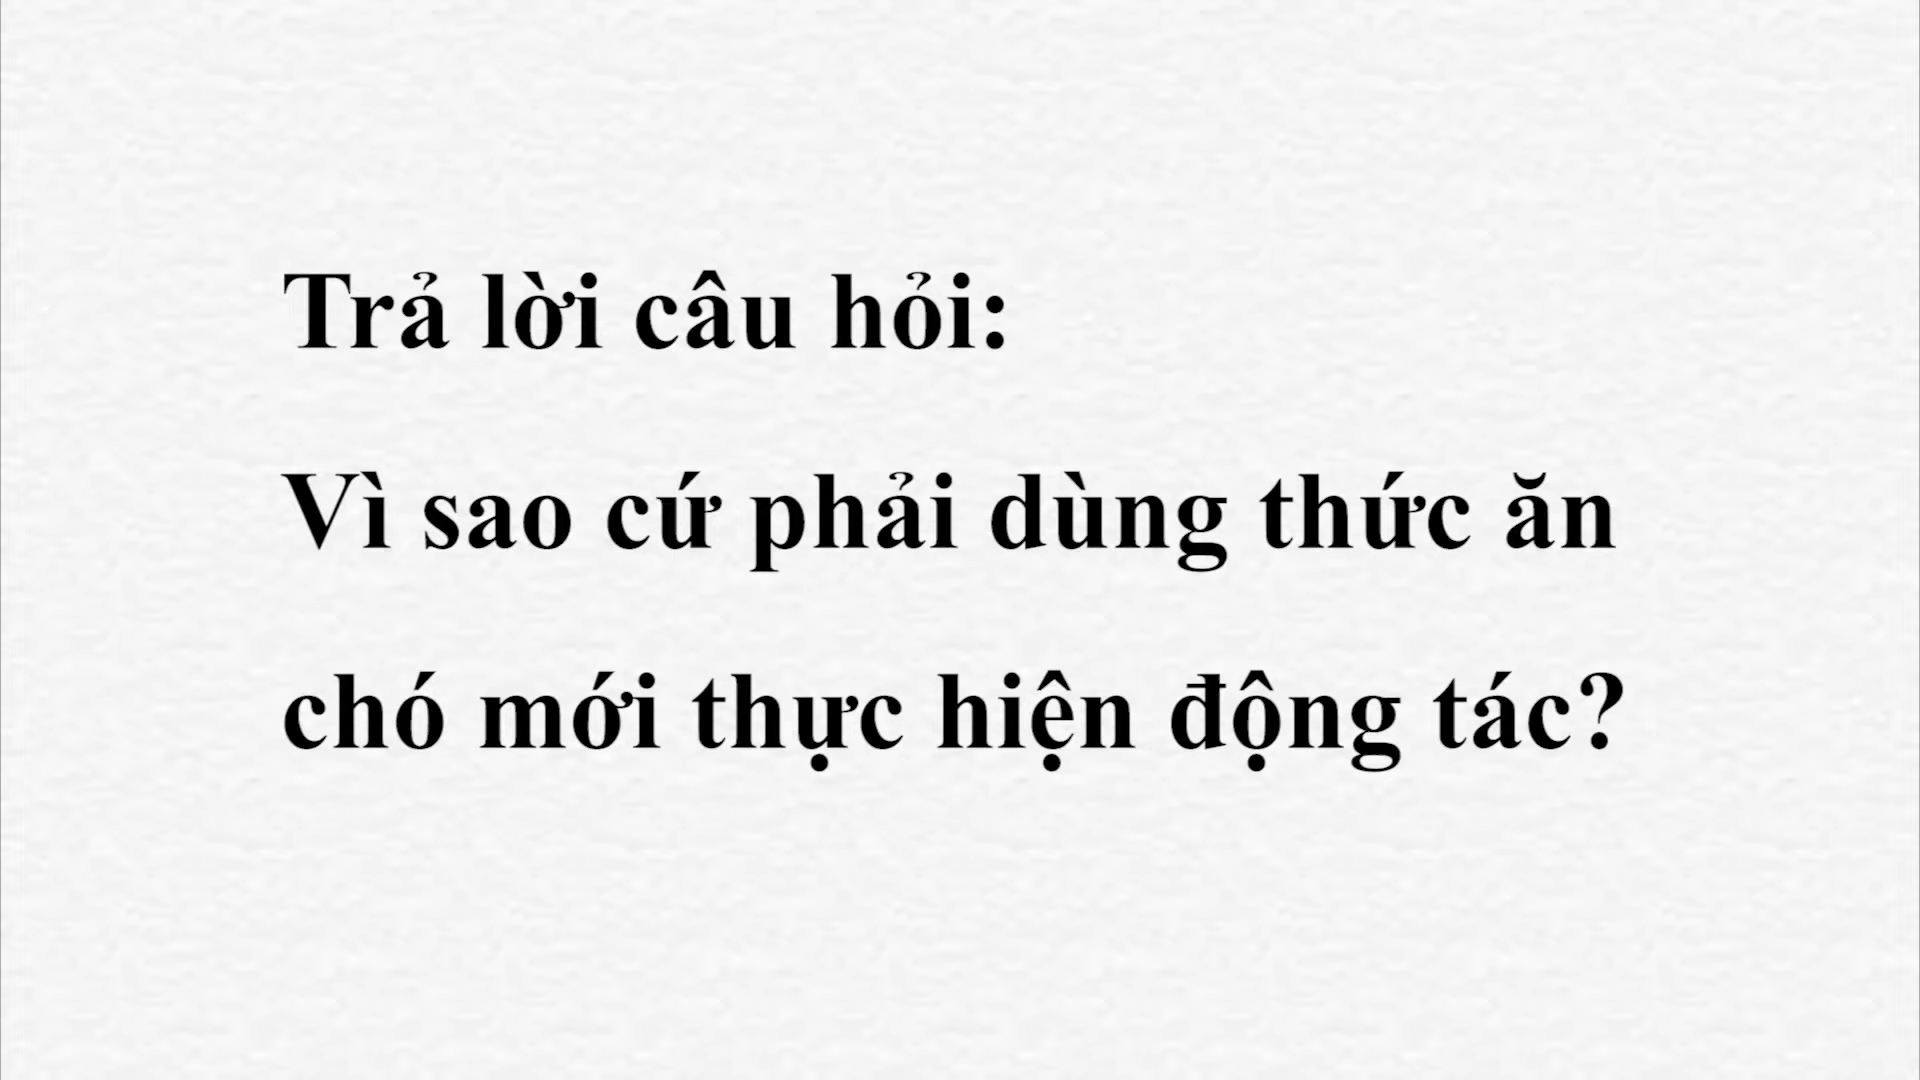 Trả lời câu hỏi:
Vì sao cứ phải dùng thức ăn
chó mới thực hiện động tác?